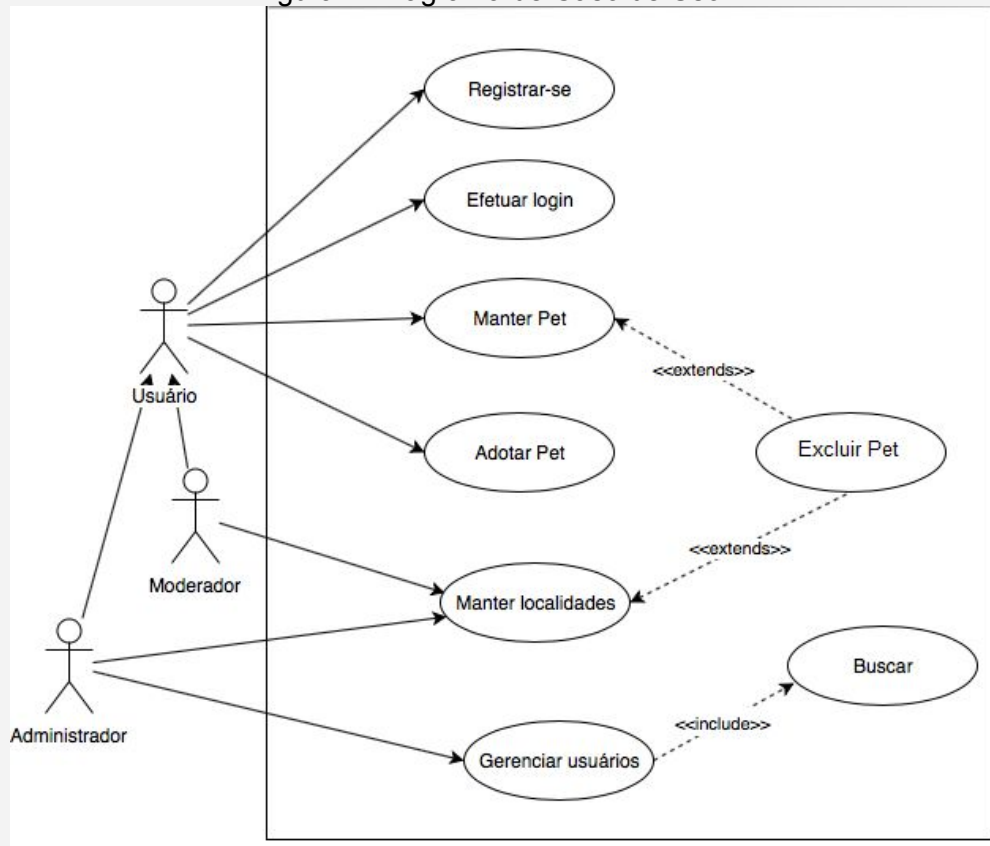 Registrar-se
Efetuar login
Manter Pet
<<extends>>
Usuário
Adotar Pet
Excluir Pet
<<extends>>
Moderador
Manter localidades
Buscar
<<include>>
Administrador
Gerenciar usuários